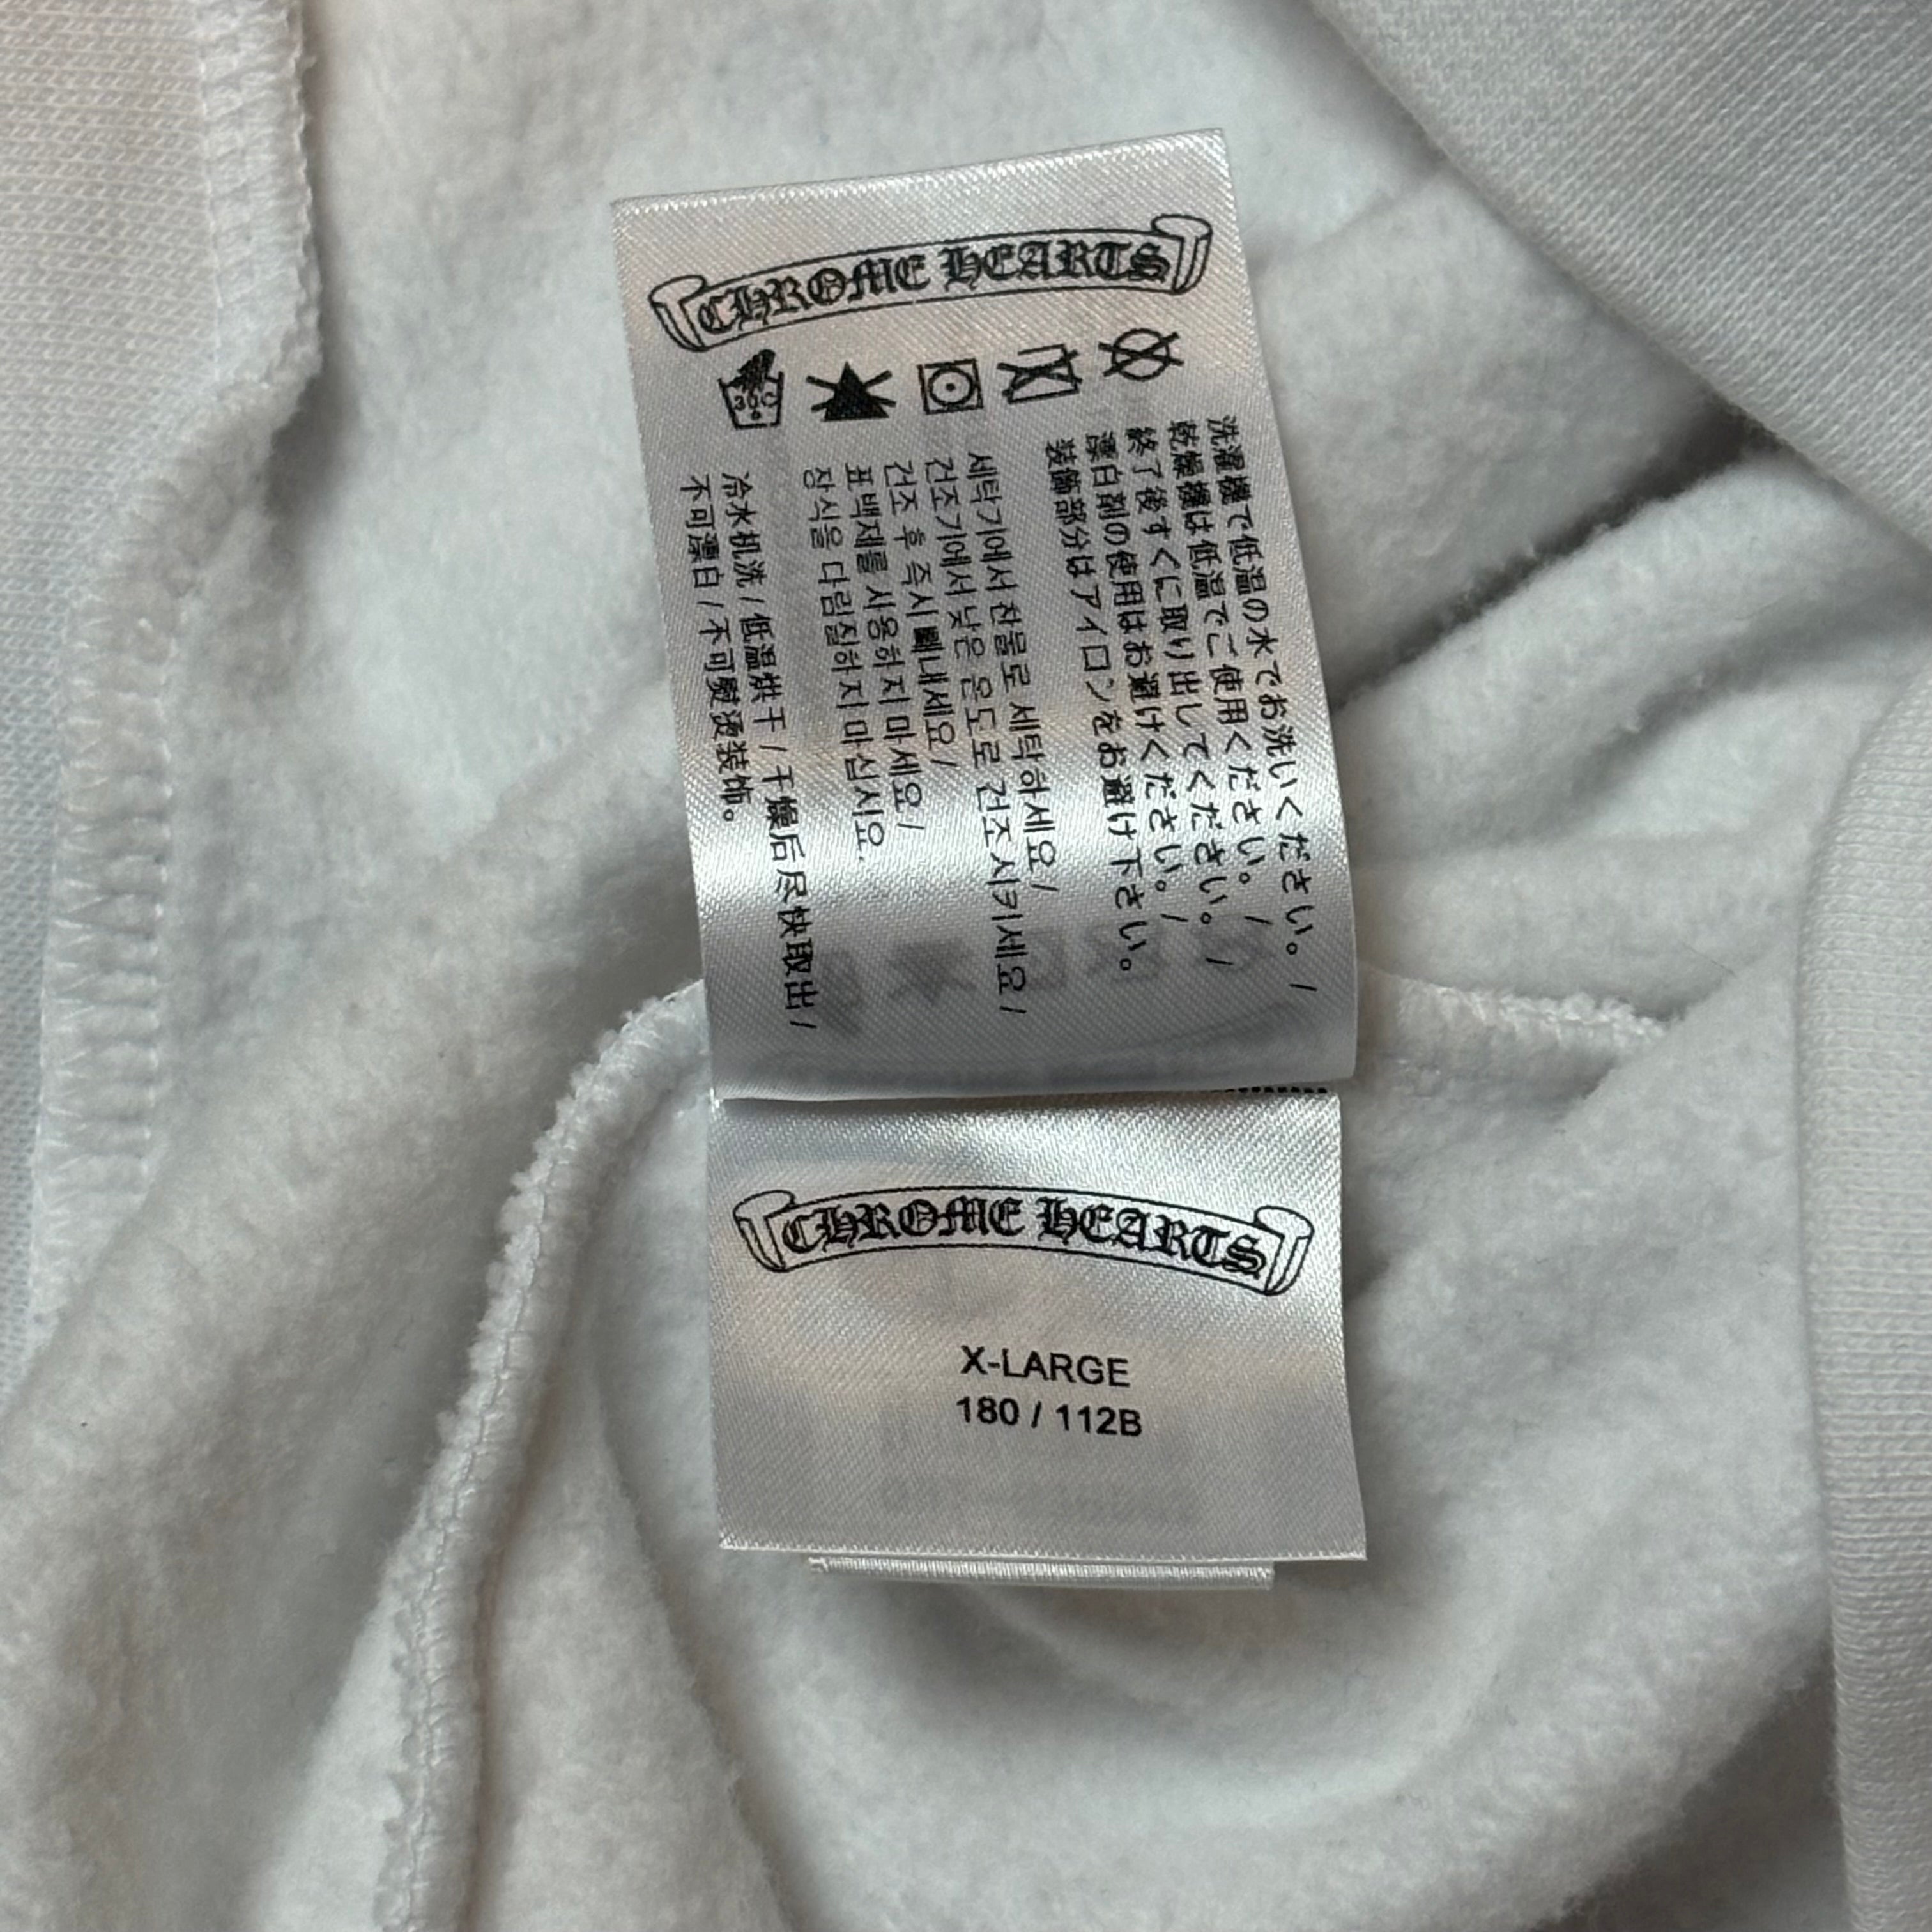 CHROME HEARTS
30C
洗濯機で低温の水でお洗いください。/
乾燥機は低温でご使用ください。/
終了後すぐに取り出してください。/
漂白剤の使用はお避けください。/
装飾部分はアイロンをお避け下さい。
세탁기에서 찬물로 세탁하세요 /
건조기에서 낮은 온도로 건조시키세요 /
건조 후 즉시 빼내세요 /
표백제를 사용하지 마세요 /
장식을 다림질하지 마십시요.
冷水机洗 / 低温烘干 / 干燥后尽快取出 /
不可漂白 / 不可熨烫装饰。
CHROME HEARTS
X-LARGE
180 / 112B